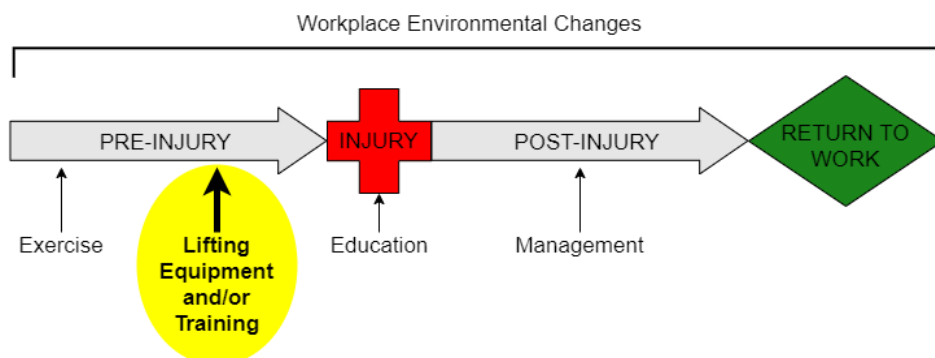 Workplace Environmental Changes
PRE-INJURY
INJURY
POST-INJURY
RETURN TO
WORK
Exercise
Lifting
Equipment
and/or
Training
Education
Management